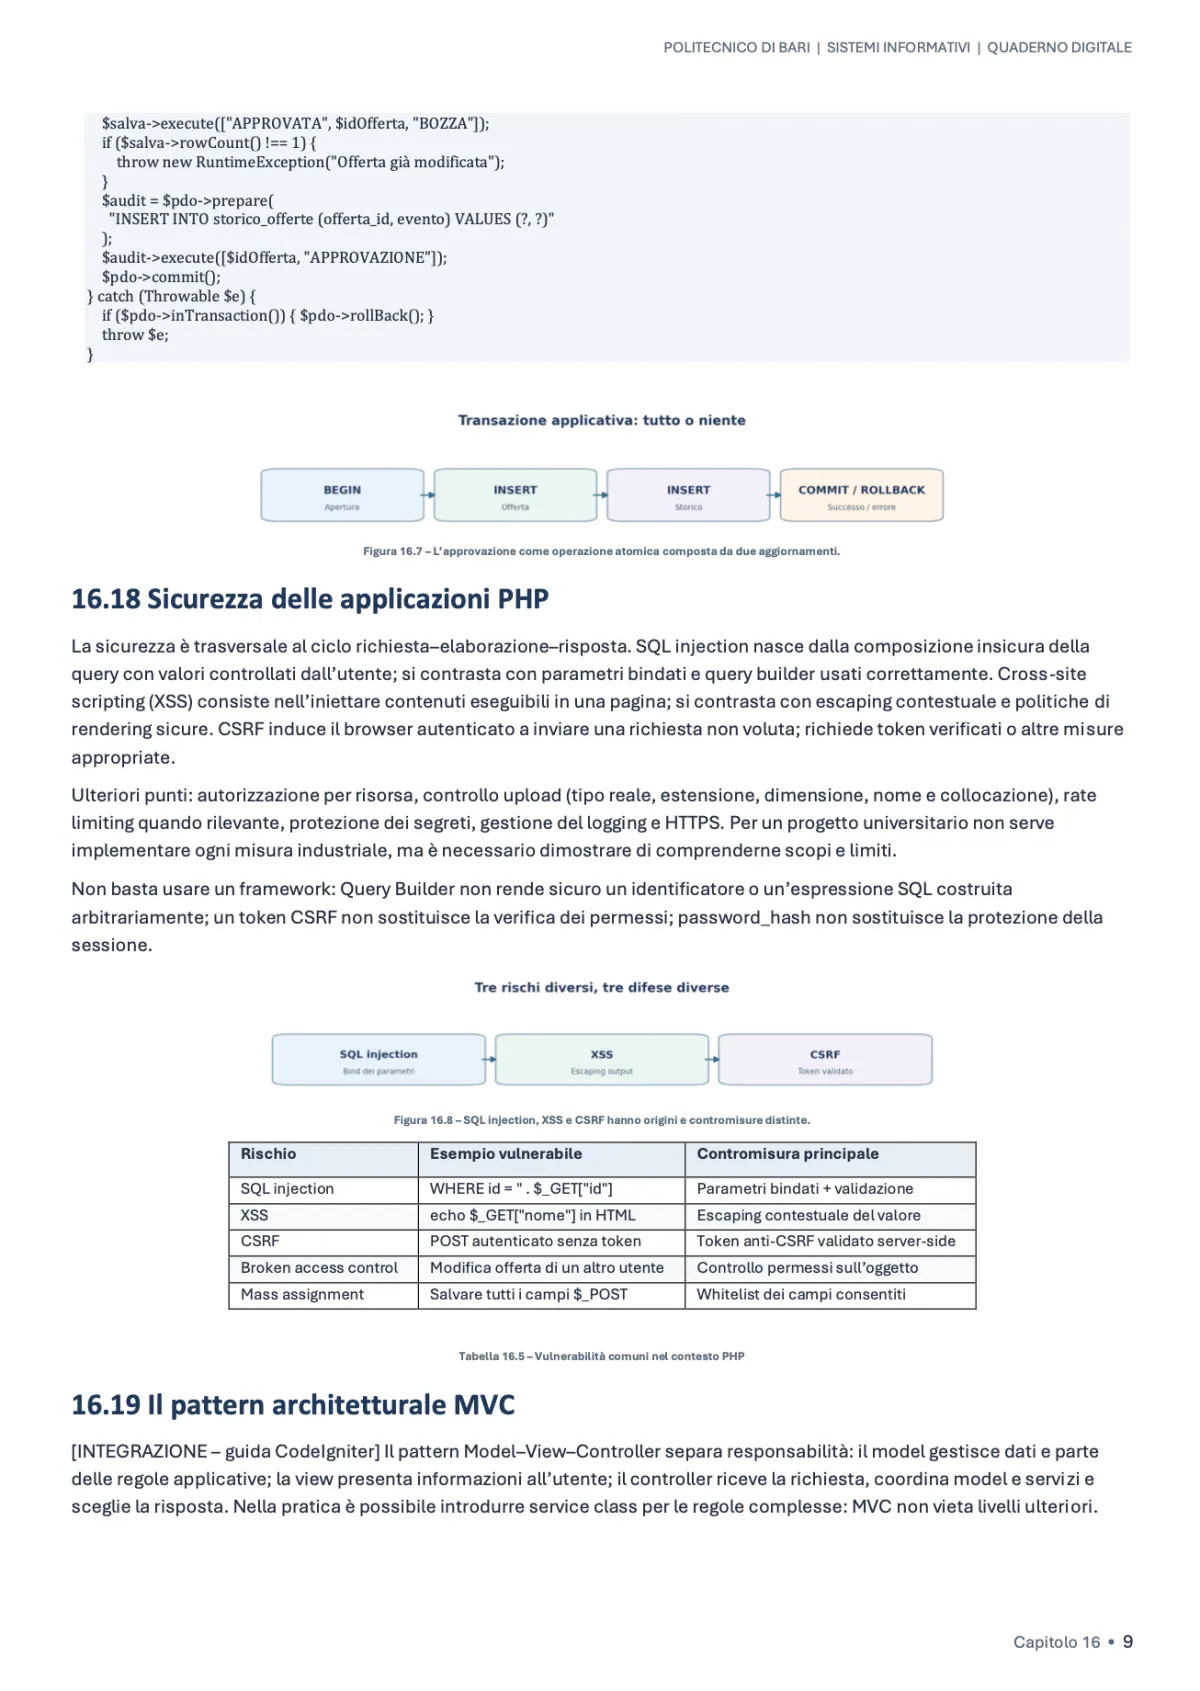 POLITECNICO DI BARI | SISTEMI INFORMATIVI | QUADERNO DIGITALE
$salva->execute(["APPROVATA", $idOfferta, "BOZZA"]);
if ($salva->rowCount() !== 1) {
throw new RuntimeException("Offerta già modificata");
}
$audit = $pdo->prepare(
"INSERT INTO storico_offerte (offerta_id, evento) VALUES (?, ?)"
);
$audit->execute([$idOfferta, "APPROVAZIONE"]);
$pdo->commit();
} catch (Throwable $e) {
if ($pdo->inTransaction()) { $pdo->rollBack(); }
throw $e;
}
Transazione applicativa: tutto o niente
BEGIN INSERT INSERT COMMIT / ROLLBACK
Apertura Offerta Storico Successo / errore
Figura 16.7 – L'approvazione come operazione atomica composta da due aggiornamenti.
16.18 Sicurezza delle applicazioni PHP
La sicurezza è trasversale al ciclo richiesta–elaborazione–risposta. SQL injection nasce dalla composizione insicura della
query con valori controllati dall'utente; si contrasta con parametri bindati e query builder usati correttamente. Cross-site
scripting (XSS) consiste nell'iniettare contenuti eseguibili in una pagina; si contrasta con escaping contestuale e politiche di
rendering sicure. CSRF induce il browser autenticato a inviare una richiesta non voluta; richiede token verificati o altre misure
appropriate.
Ulteriori punti: autorizzazione per risorsa, controllo upload (tipo reale, estensione, dimensione, nome e collocazione), rate
limiting quando rilevante, protezione dei segreti, gestione del logging e HTTPS. Per un progetto universitario non serve
implementare ogni misura industriale, ma è necessario dimostrare di comprenderne scopi e limiti.
Non basta usare un framework: Query Builder non rende sicuro un identificatore o un'espressione SQL costruita
arbitrariamente; un token CSRF non sostituisce la verifica dei permessi; password_hash non sostituisce la protezione della
sessione.
Tre rischi diversi, tre difese diverse
SQL injection XSS CSRF
Bind dei parametri Escaping output Token validato
Figura 16.8 – SQL injection, XSS e CSRF hanno origini e contromisure distinte.
Rischio Esempio vulnerabile Contromisura principale
SQL injection WHERE id = " . $_GET["id"] Parametri bindati + validazione
XSS echo $_GET["nome"] in HTML Escaping contestuale del valore
CSRF POST autenticato senza token Token anti-CSRF validato server-side
Broken access control Modifica offerta di un altro utente Controllo permessi sull'oggetto
Mass assignment Salvare tutti i campi $_POST Whitelist dei campi consentiti
Tabella 16.5 – Vulnerabilità comuni nel contesto PHP
16.19 Il pattern architetturale MVC
[INTEGRAZIONE – guida CodeIgniter] Il pattern Model–View–Controller separa responsabilità: il model gestisce dati e parte
delle regole applicative; la view presenta informazioni all'utente; il controller riceve la richiesta, coordina model e servizi e
sceglie la risposta. Nella pratica è possibile introdurre service class per le regole complesse: MVC non vieta livelli ulteriori.
Capitolo 16 • 9